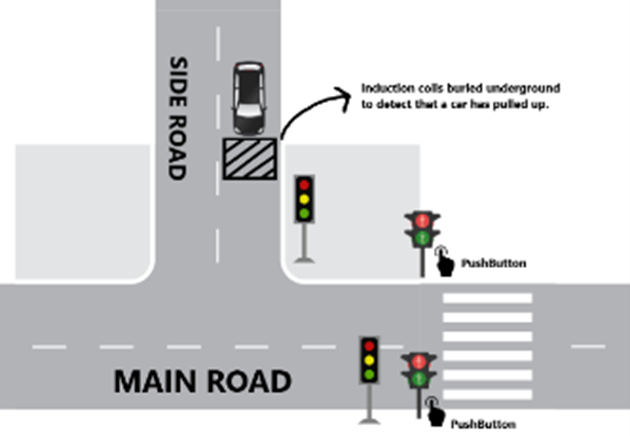 SIDE ROAD
Induction coils buried underground
to detect that a car has pulled up.
PushButton
MAIN ROAD
PushButton